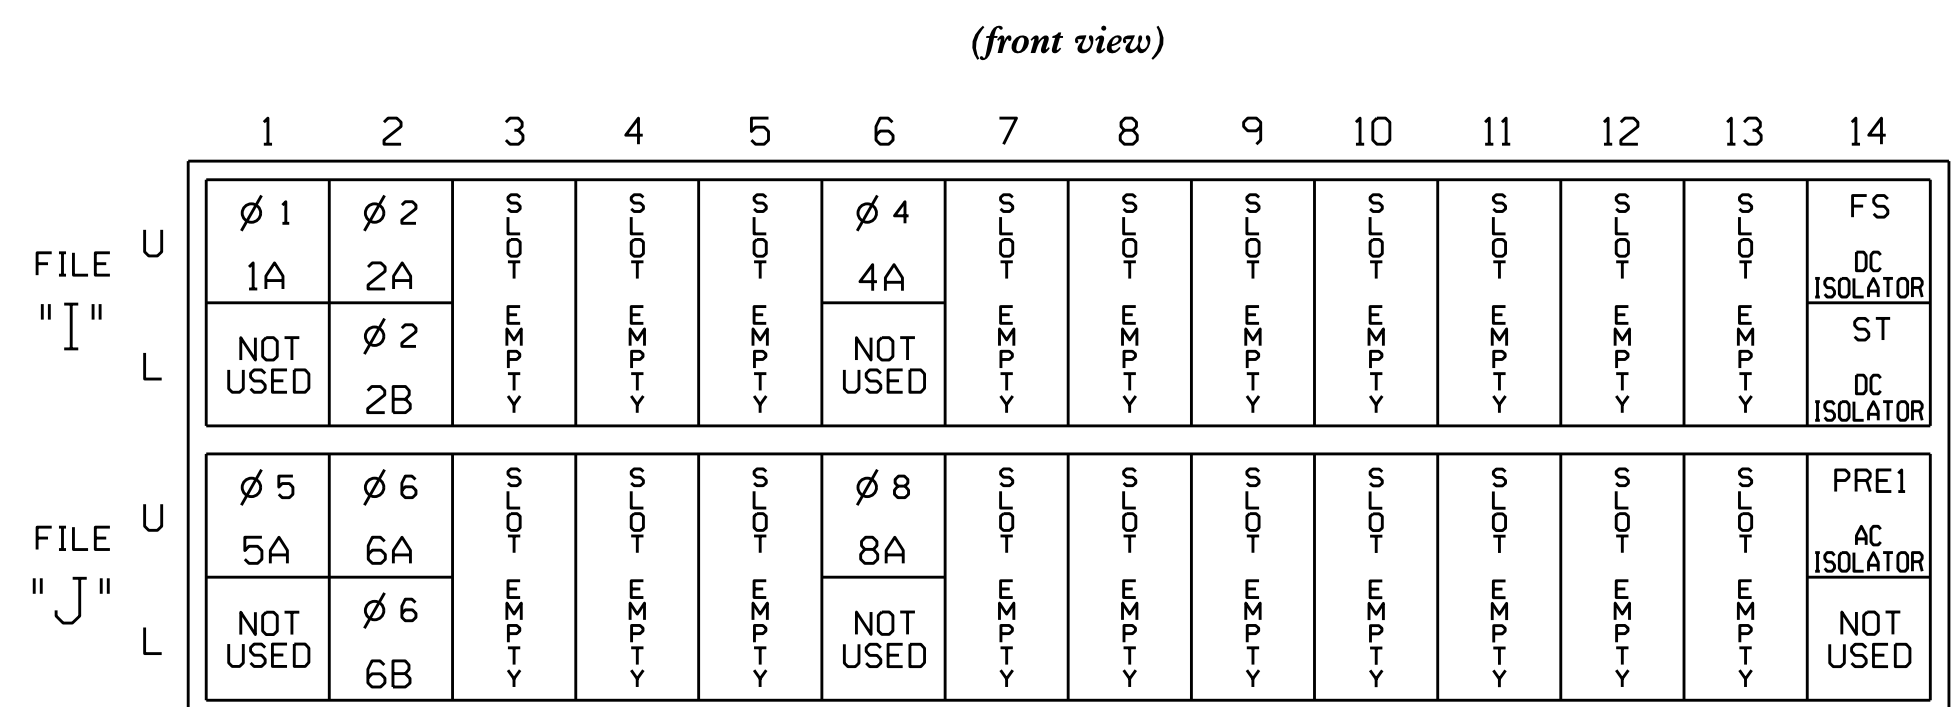 (front view)
1 2 3 4 5 6 7 8 9 10 11 12 13 14
FILE "I"
U
L
Ø 1
1A
NOT
USED
Ø 2
2A
Ø 2
2B
SLOT EMPTY
SLOT EMPTY
SLOT EMPTY
Ø 4
4A
NOT
USED
SLOT EMPTY
SLOT EMPTY
SLOT EMPTY
SLOT EMPTY
SLOT EMPTY
SLOT EMPTY
SLOT EMPTY
FS
DC
ISOLATOR
ST
DC
ISOLATOR
FILE "J"
U
L
Ø 5
5A
NOT
USED
Ø 6
6A
Ø 6
6B
SLOT EMPTY
SLOT EMPTY
SLOT EMPTY
Ø 8
8A
NOT
USED
SLOT EMPTY
SLOT EMPTY
SLOT EMPTY
SLOT EMPTY
SLOT EMPTY
SLOT EMPTY
SLOT EMPTY
PRE1
AC
ISOLATOR
NOT
USED